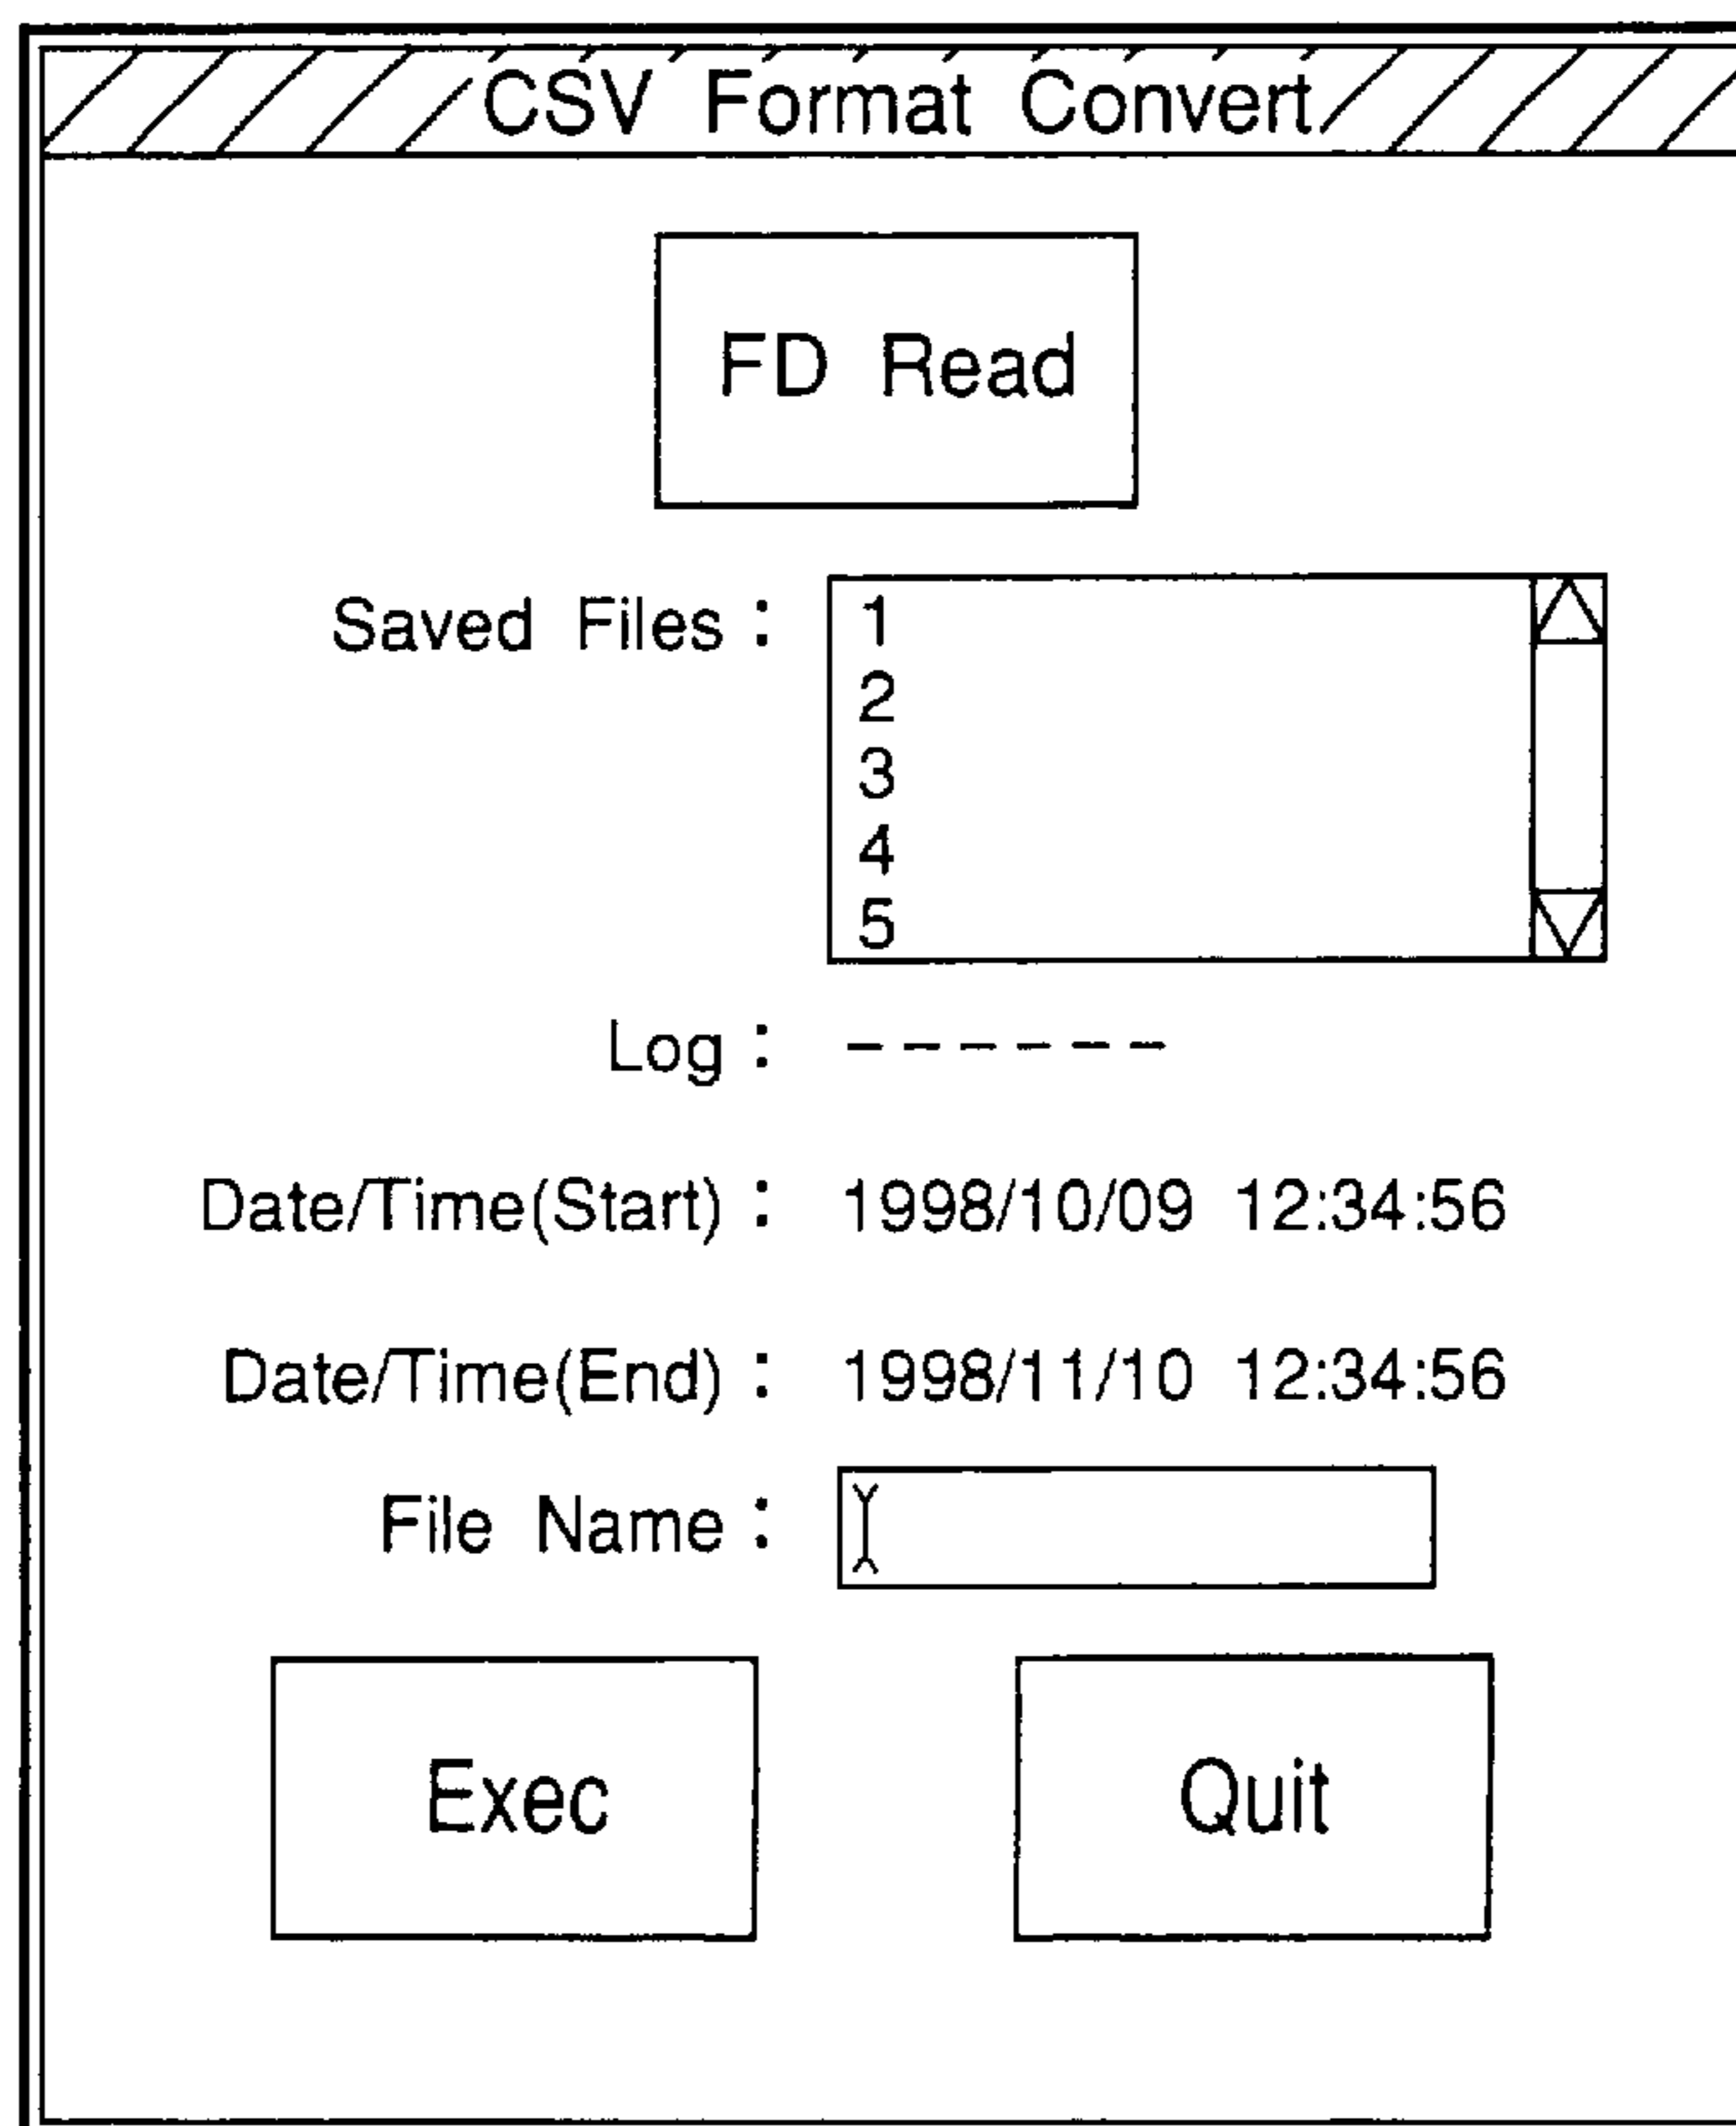 CSV Format Convert
FD Read
Saved Files : 1
2
3
4
5
Log : ------
Date/Time(Start) : 1998/10/09 12:34:56
Date/Time(End) : 1998/11/10 12:34:56
File Name :
Exec Quit